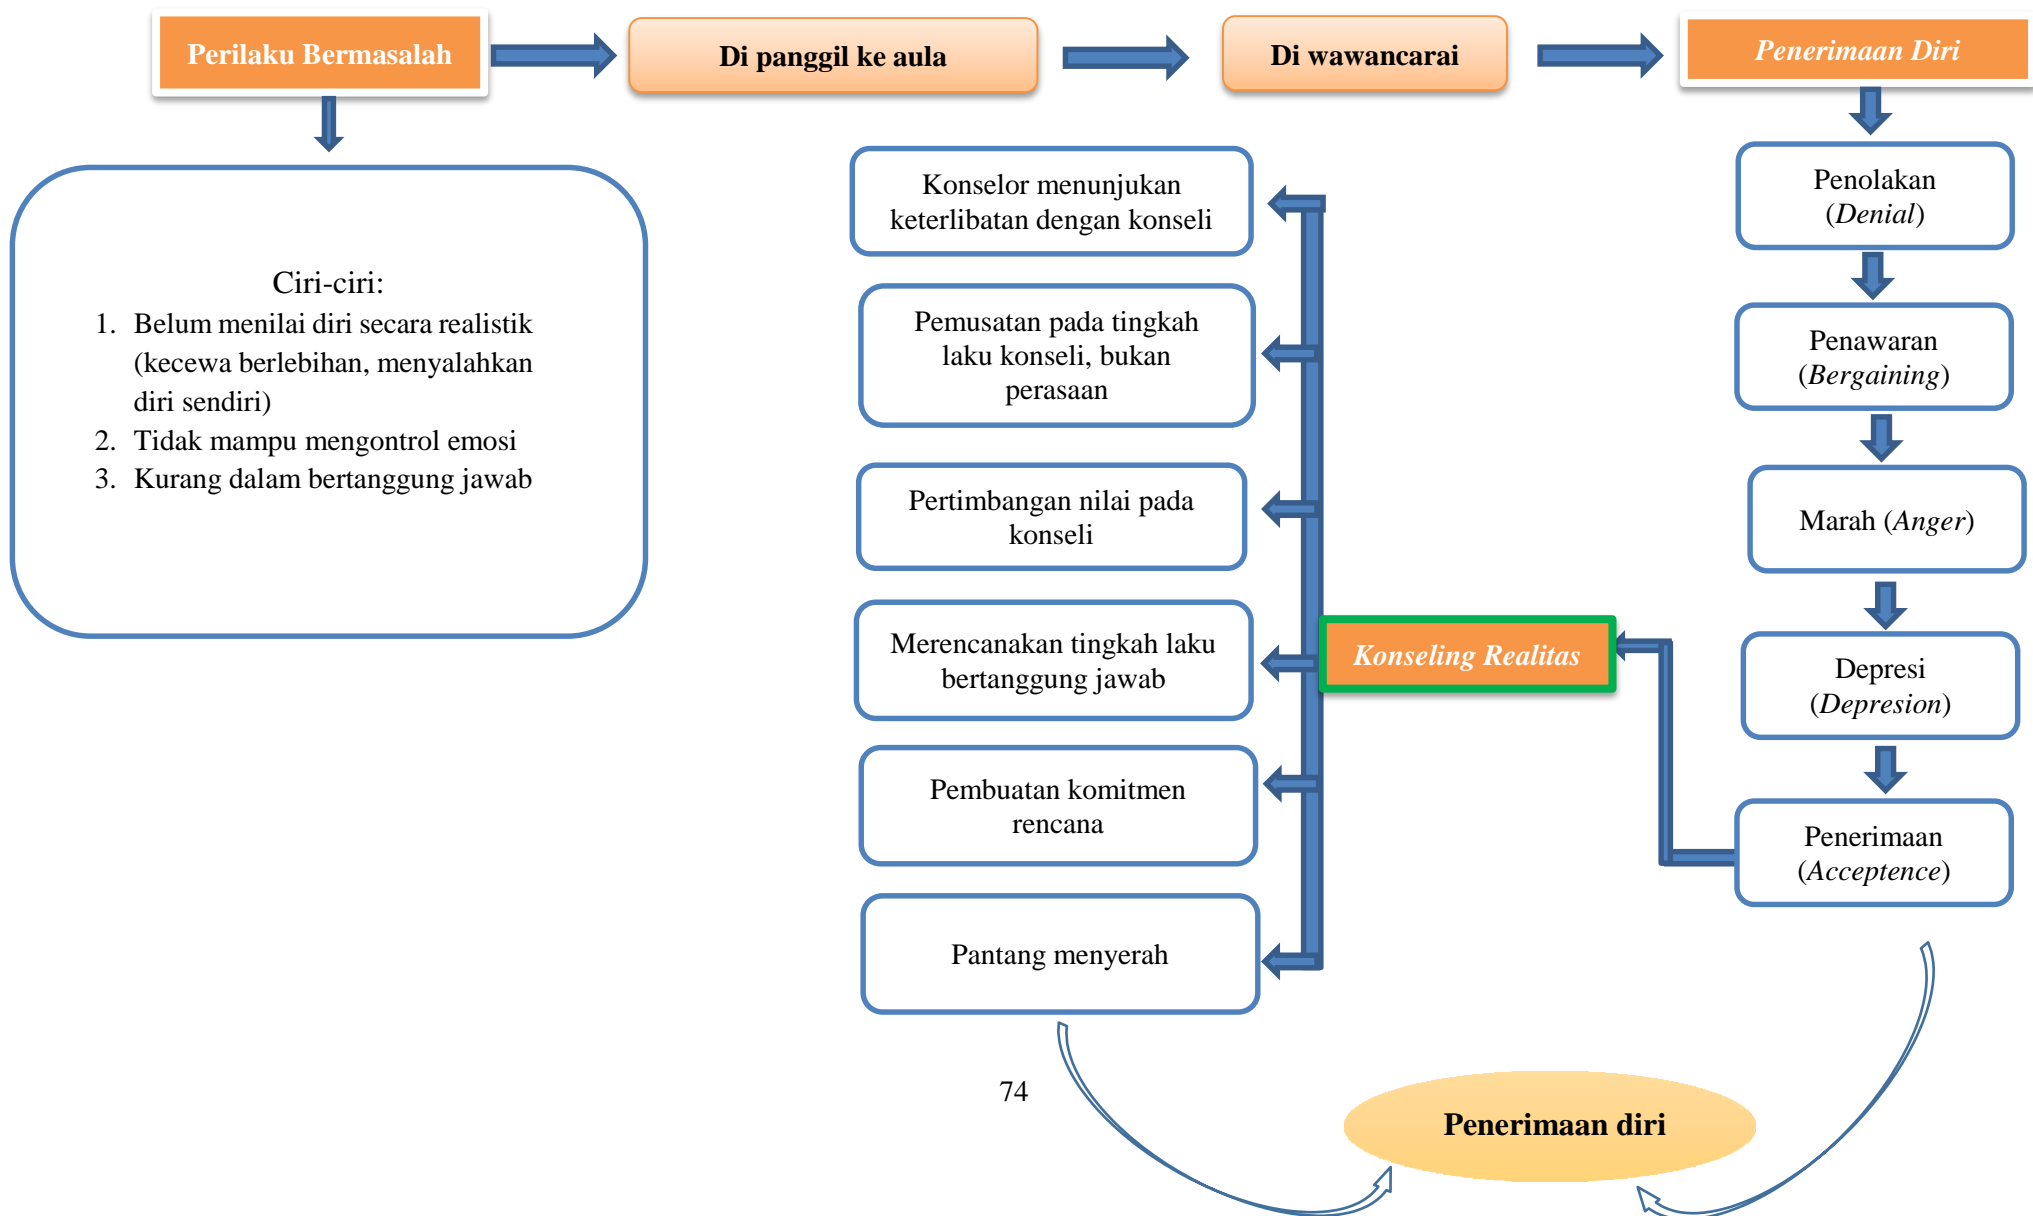 Perilaku Bermasalah
Di panggil ke aula
Di wawancarai
Penerimaan Diri
Ciri-ciri:
1. Belum menilai diri secara realistik
(kecewa berlebihan, menyalahkan
diri sendiri)
2. Tidak mampu mengontrol emosi
3. Kurang dalam bertanggung jawab
Konselor menunjukan
keterlibatan dengan konseli
Pemusatan pada tingkah
laku konseli, bukan
perasaan
Pertimbangan nilai pada
konseli
Merencanakan tingkah laku
bertanggung jawab
Pembuatan komitmen
rencana
Pantang menyerah
Konseling Realitas
Penolakan
(Denial)
Penawaran
(Bergaining)
Marah (Anger)
Depresi
(Depresion)
Penerimaan
(Acceptence)
74
Penerimaan diri